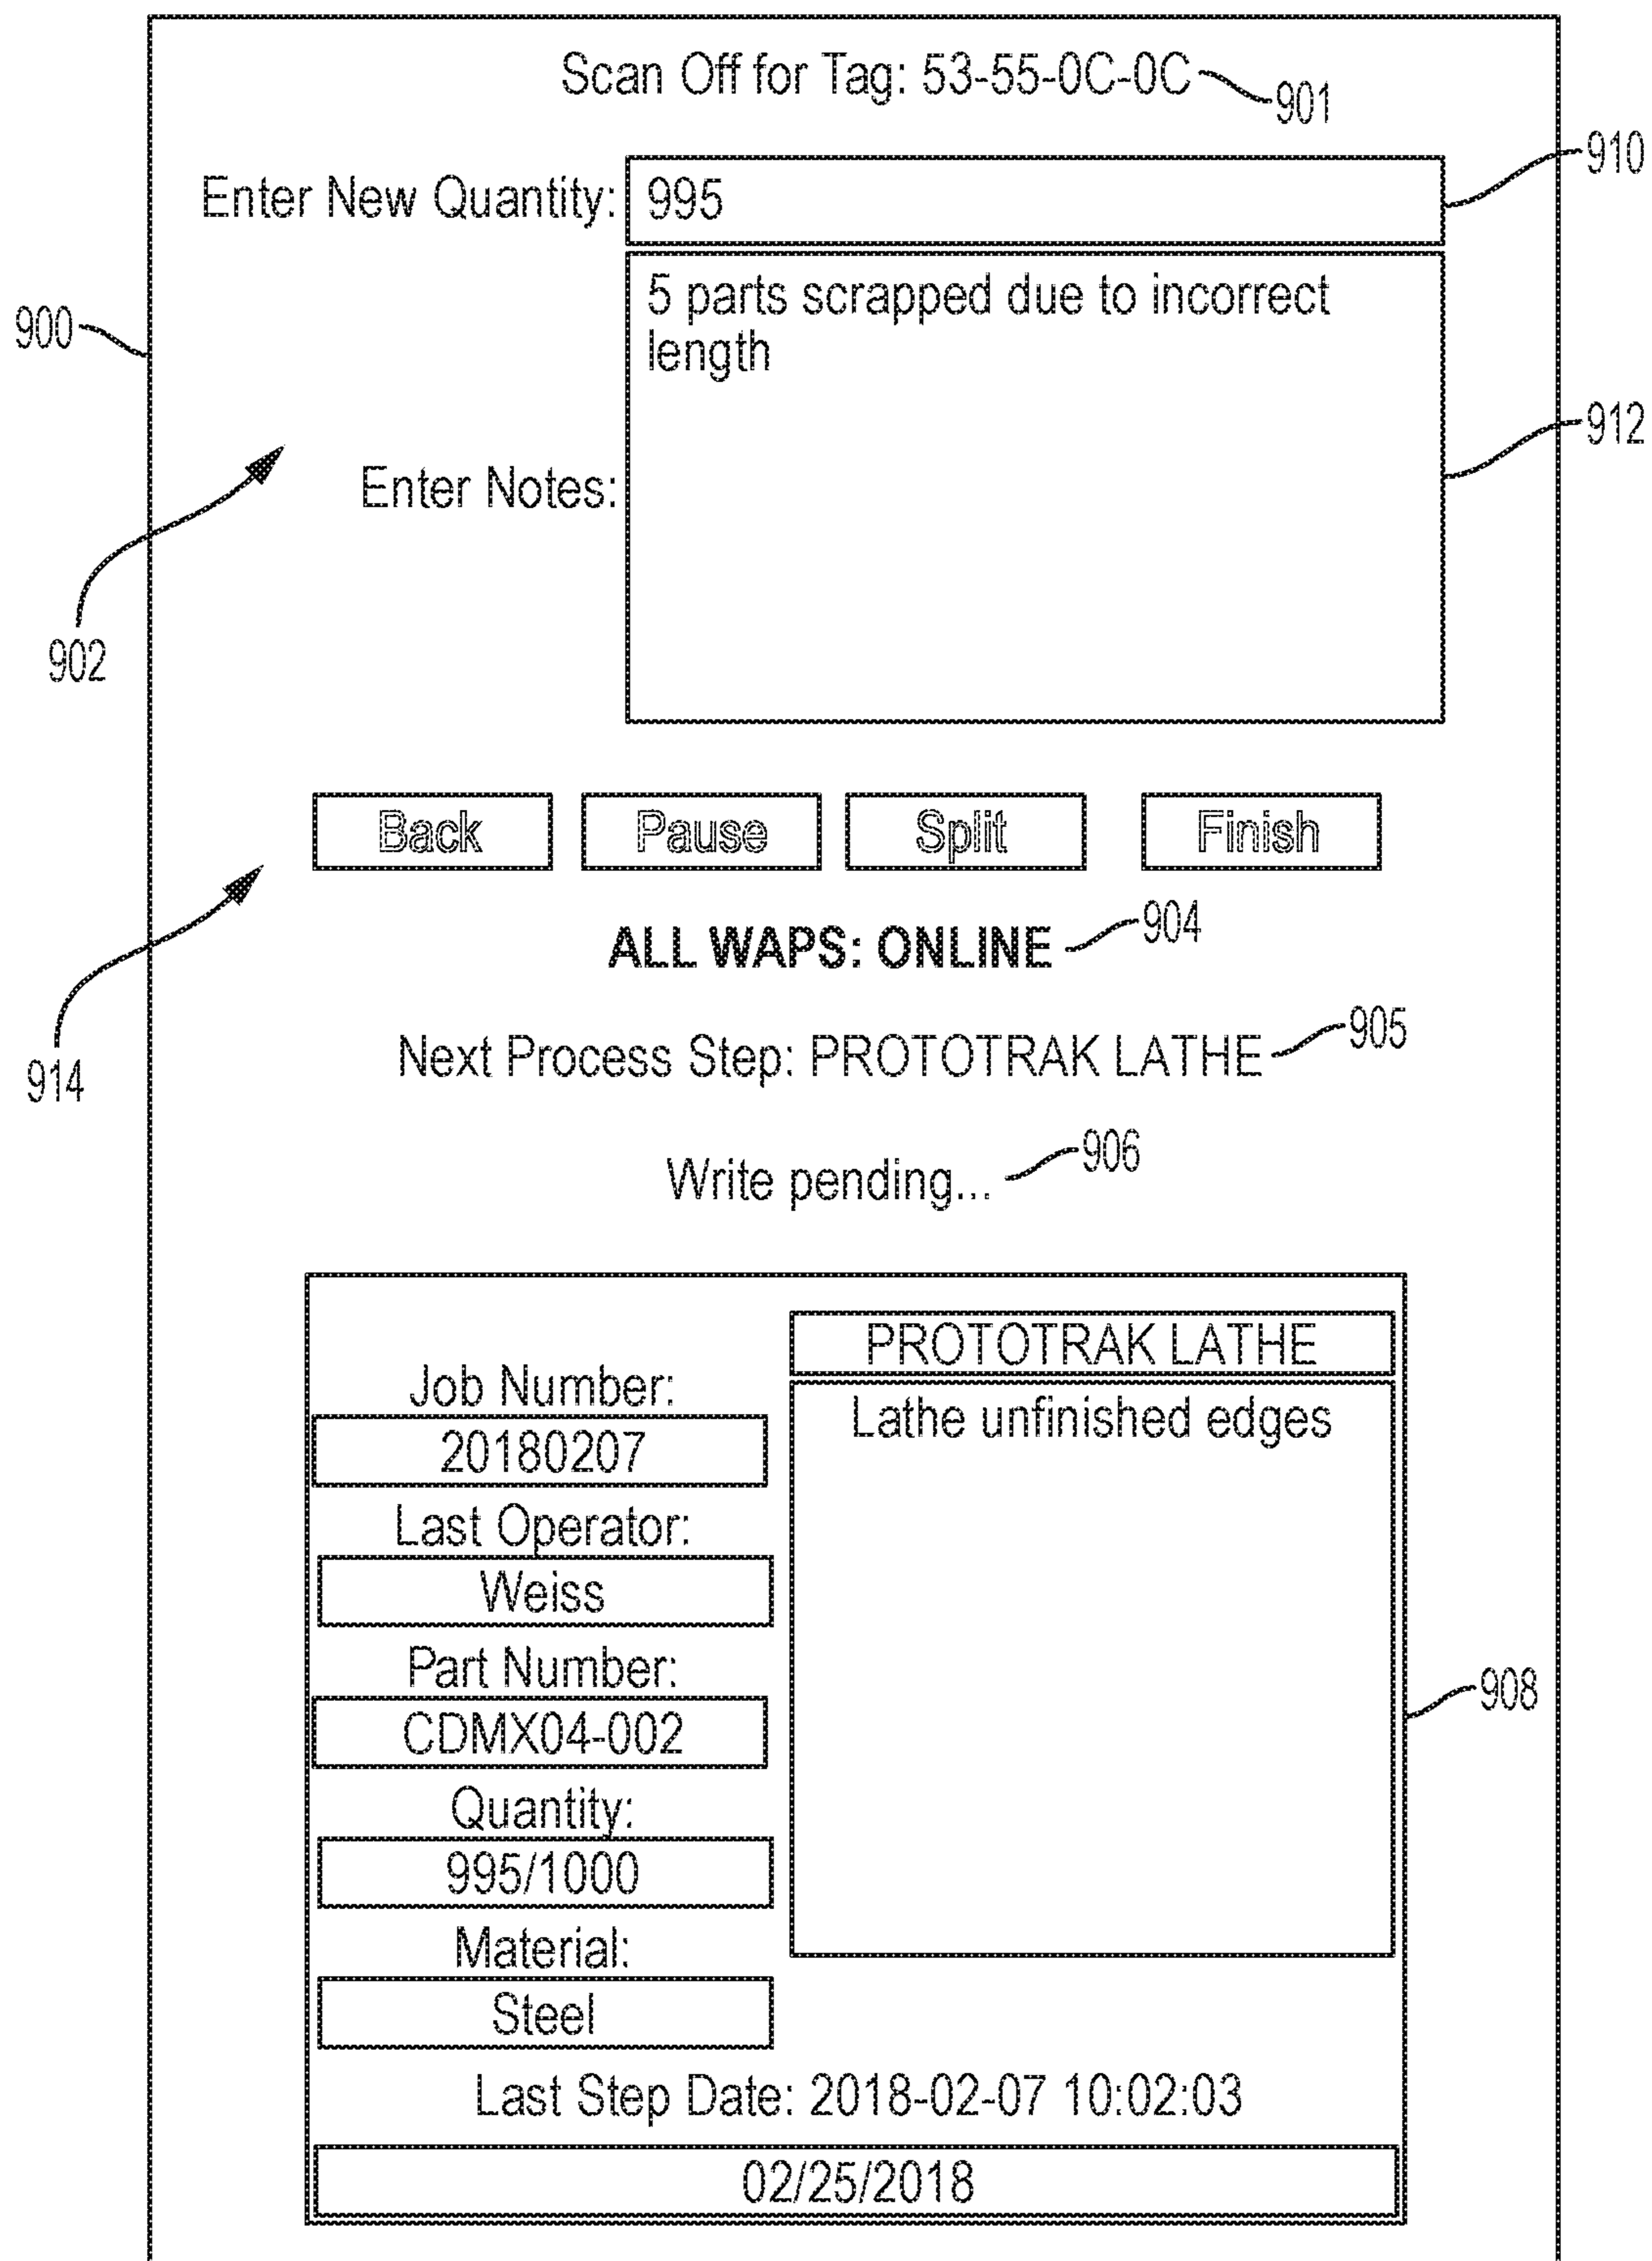 Scan Off for Tag: 53-55-0C-0C
901
Enter New Quantity: 995
910
5 parts scrapped due to incorrect
length
900
Enter Notes:
912
902
Back Pause Split Finish
914
ALL WAPS: ONLINE
904
Next Process Step: PROTOTRAK LATHE
905
Write pending...
906
PROTOTRAK LATHE
Lathe unfinished edges
Job Number:
20180207
Last Operator:
Weiss
Part Number:
CDMX04-002
908
Quantity:
995/1000
Material:
Steel
Last Step Date: 2018-02-07 10:02:03
02/25/2018